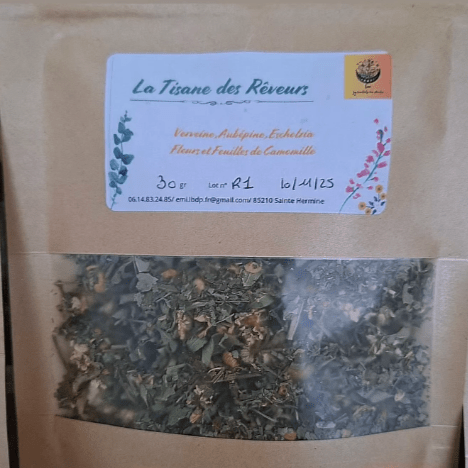 La Tisane des Rêveurs
Verveine, Aubépine, Escholzia
Fleurs et Feuilles de Camomille
30 gr Lot n° R1 10/11/25
06.14.83.24.85/ emi.lbdp.fr@gmail.com/ 85210 Sainte Hermine